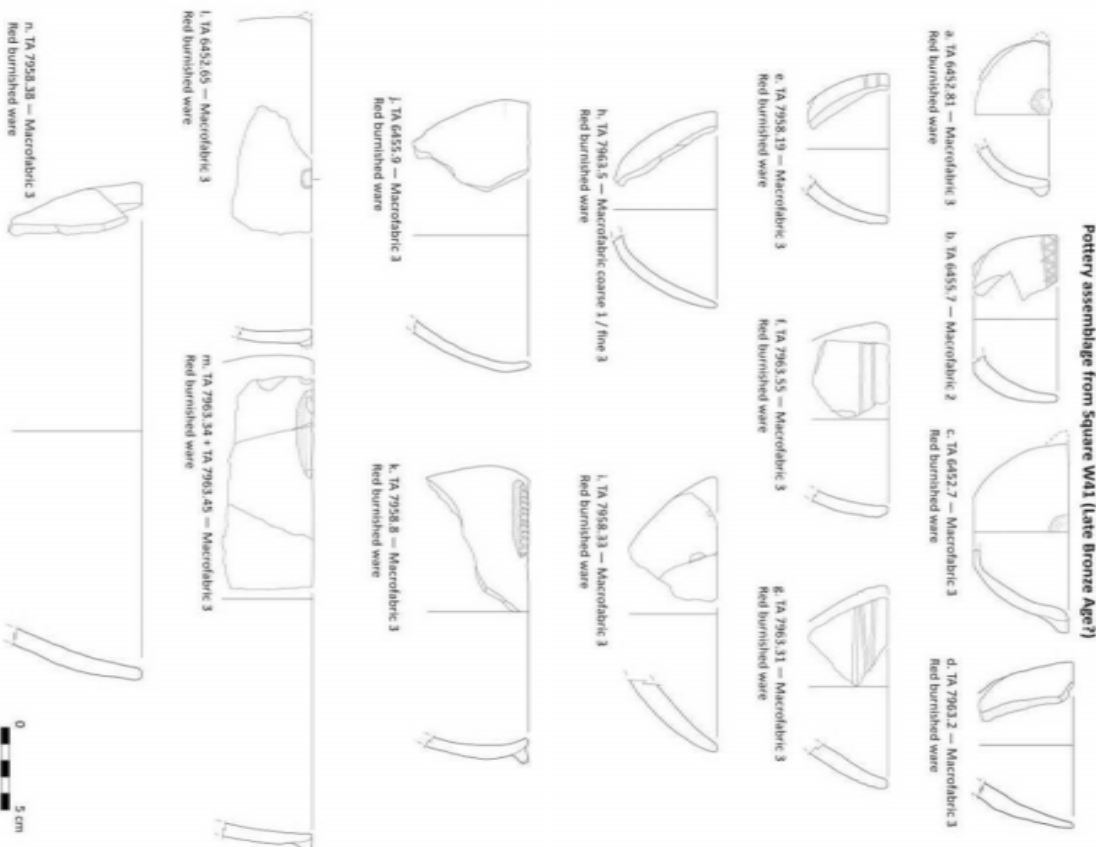 Pottery assemblage from Square W41 (Late Bronze Age?)
a. TA 6452.81 — Macrofabric 3
Red burnished ware
b. TA 6455.7 — Macrofabric 2
c. TA 6452.7 — Macrofabric 3
Red burnished ware
d. TA 7963.2 — Macrofabric 3
Red burnished ware
e. TA 7958.19 — Macrofabric 3
Red burnished ware
f. TA 7963.55 — Macrofabric 3
Red burnished ware
g. TA 7963.31 — Macrofabric 3
Red burnished ware
h. TA 7963.5 — Macrofabric coarse 1 / fine 3
Red burnished ware
i. TA 7958.33 — Macrofabric 3
Red burnished ware
j. TA 6455.9 — Macrofabric 3
Red burnished ware
k. TA 7958.8 — Macrofabric 3
Red burnished ware
l. TA 6452.65 — Macrofabric 3
Red burnished ware
m. TA 7963.34 + TA 7963.45 — Macrofabric 3
Red burnished ware
n. TA 7958.38 — Macrofabric 3
Red burnished ware
0 5 cm